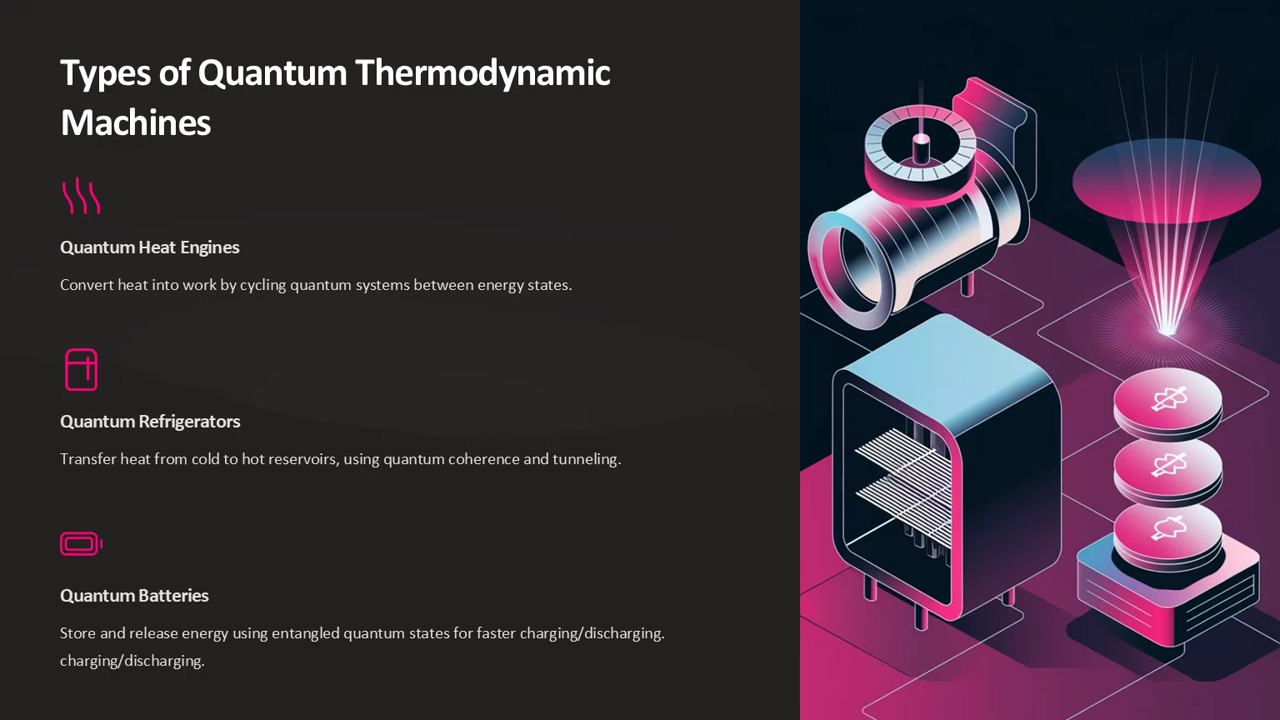 Types of Quantum Thermodynamic
Machines
Quantum Heat Engines
Convert heat into work by cycling quantum systems between energy states.
Quantum Refrigerators
Transfer heat from cold to hot reservoirs, using quantum coherence and tunneling.
Quantum Batteries
Store and release energy using entangled quantum states for faster charging/discharging.
charging/discharging.